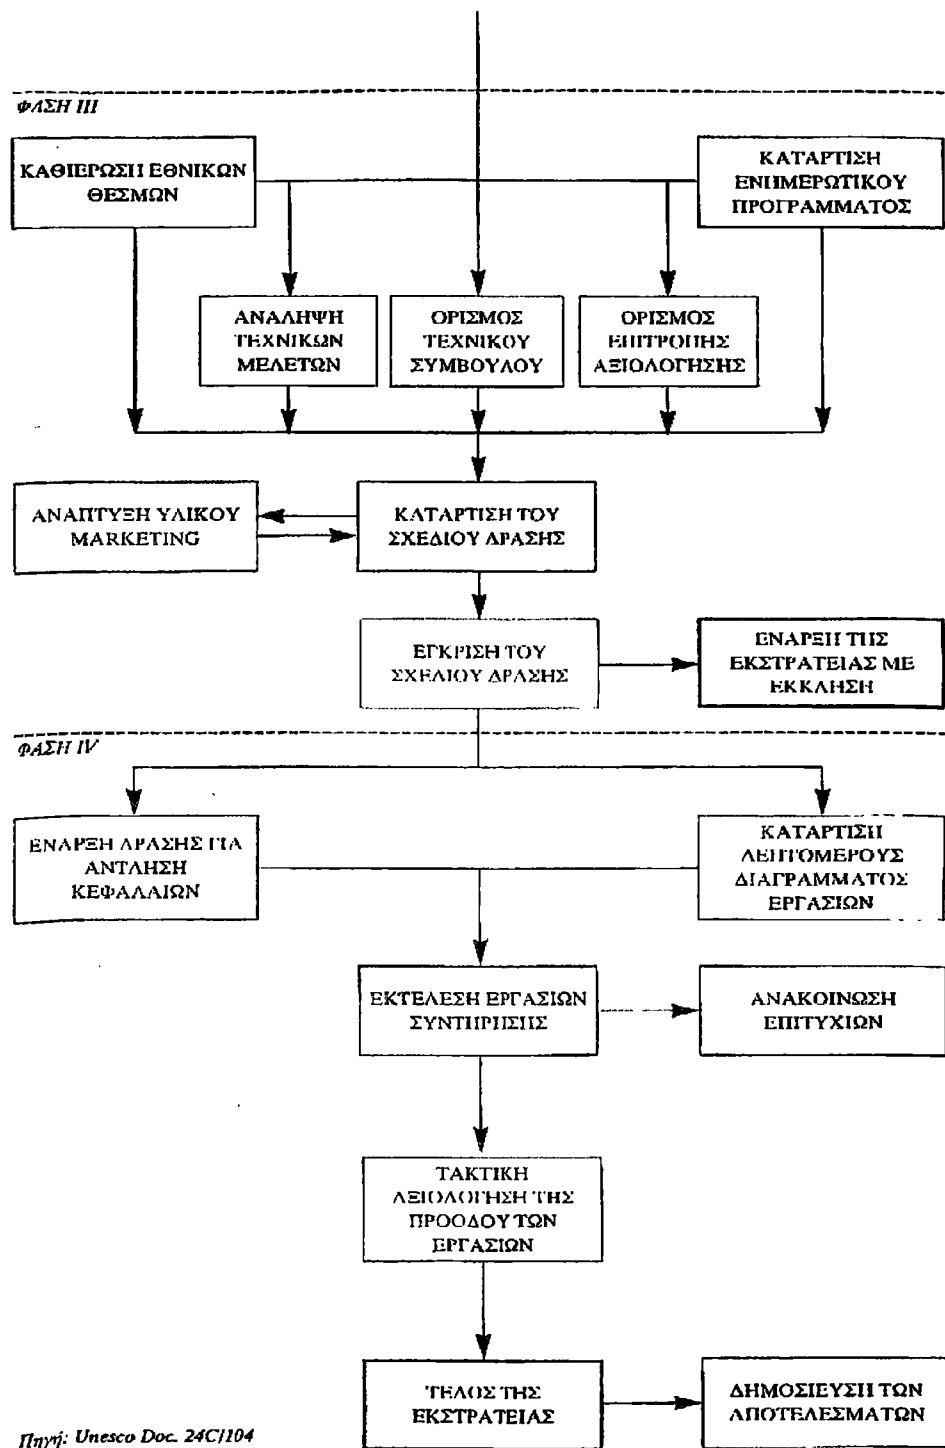 ΦΑΣΗ III
ΚΑΘΙΕΡΩΣΗ ΕΘΝΙΚΩΝ
ΘΕΣΜΩΝ
ΚΑΤΑΡΤΙΣΗ
ΕΝΗΜΕΡΩΤΙΚΟΥ
ΠΡΟΓΡΑΜΜΑΤΟΣ
ΑΝΑΛΗΨΗ
ΤΕΧΝΙΚΩΝ
ΜΕΛΕΤΩΝ
ΟΡΙΣΜΟΣ
ΤΕΧΝΙΚΟΥ
ΣΥΜΒΟΥΛΟΥ
ΟΡΙΣΜΟΣ
ΕΠΙΤΡΟΠΗΣ
ΑΞΙΟΛΟΓΗΣΗΣ
ΑΝΑΠΤΥΞΗ ΥΛΙΚΟΥ
MARKETING
ΚΑΤΑΡΤΙΣΗ ΤΟΥ
ΣΧΕΔΙΟΥ ΔΡΑΣΗΣ
ΕΓΚΡΙΣΗ ΤΟΥ
ΣΧΕΔΙΟΥ ΔΡΑΣΗΣ
ΕΝΑΡΞΗ ΤΗΣ
ΕΚΣΤΡΑΤΕΙΑΣ ΜΕ
ΕΚΚΛΗΣΗ
ΦΑΣΗ IV
ΕΝΑΡΞΗ ΔΡΑΣΗΣ ΓΙΑ
ΑΝΤΛΗΣΗ
ΚΕΦΑΛΑΙΩΝ
ΚΑΤΑΡΤΙΣΗ
ΛΕΠΤΟΜΕΡΟΥΣ
ΔΙΑΓΡΑΜΜΑΤΟΣ
ΕΡΓΑΣΙΩΝ
ΕΚΤΕΛΕΣΗ ΕΡΓΑΣΙΩΝ
ΣΥΝΤΗΡΗΣΗΣ
ΑΝΑΚΟΙΝΩΣΗ
ΕΠΙΤΥΧΙΩΝ
ΤΑΚΤΙΚΗ
ΑΞΙΟΛΟΓΗΣΗ ΤΗΣ
ΠΡΟΟΔΟΥ ΤΩΝ
ΕΡΓΑΣΙΩΝ
ΤΕΛΟΣ ΤΗΣ
ΕΚΣΤΡΑΤΕΙΑΣ
ΔΗΜΟΣΙΕΥΣΗ ΤΩΝ
ΑΠΟΤΕΛΕΣΜΑΤΩΝ
Πηγή: Unesco Doc. 24C/104